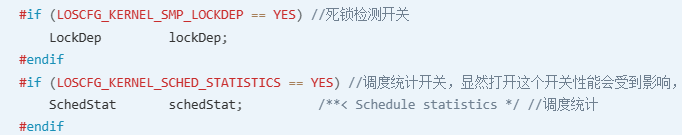 #if (LOSCFG_KERNEL_SMP_LOCKDEP == YES) //死锁检测开关
    LockDep        lockDep;
#endif
#if (LOSCFG_KERNEL_SCHED_STATISTICS == YES) //调度统计开关，显然打开这个开关性能会受到影响，
    SchedStat      schedStat;          /**< Schedule statistics */ //调度统计
#endif